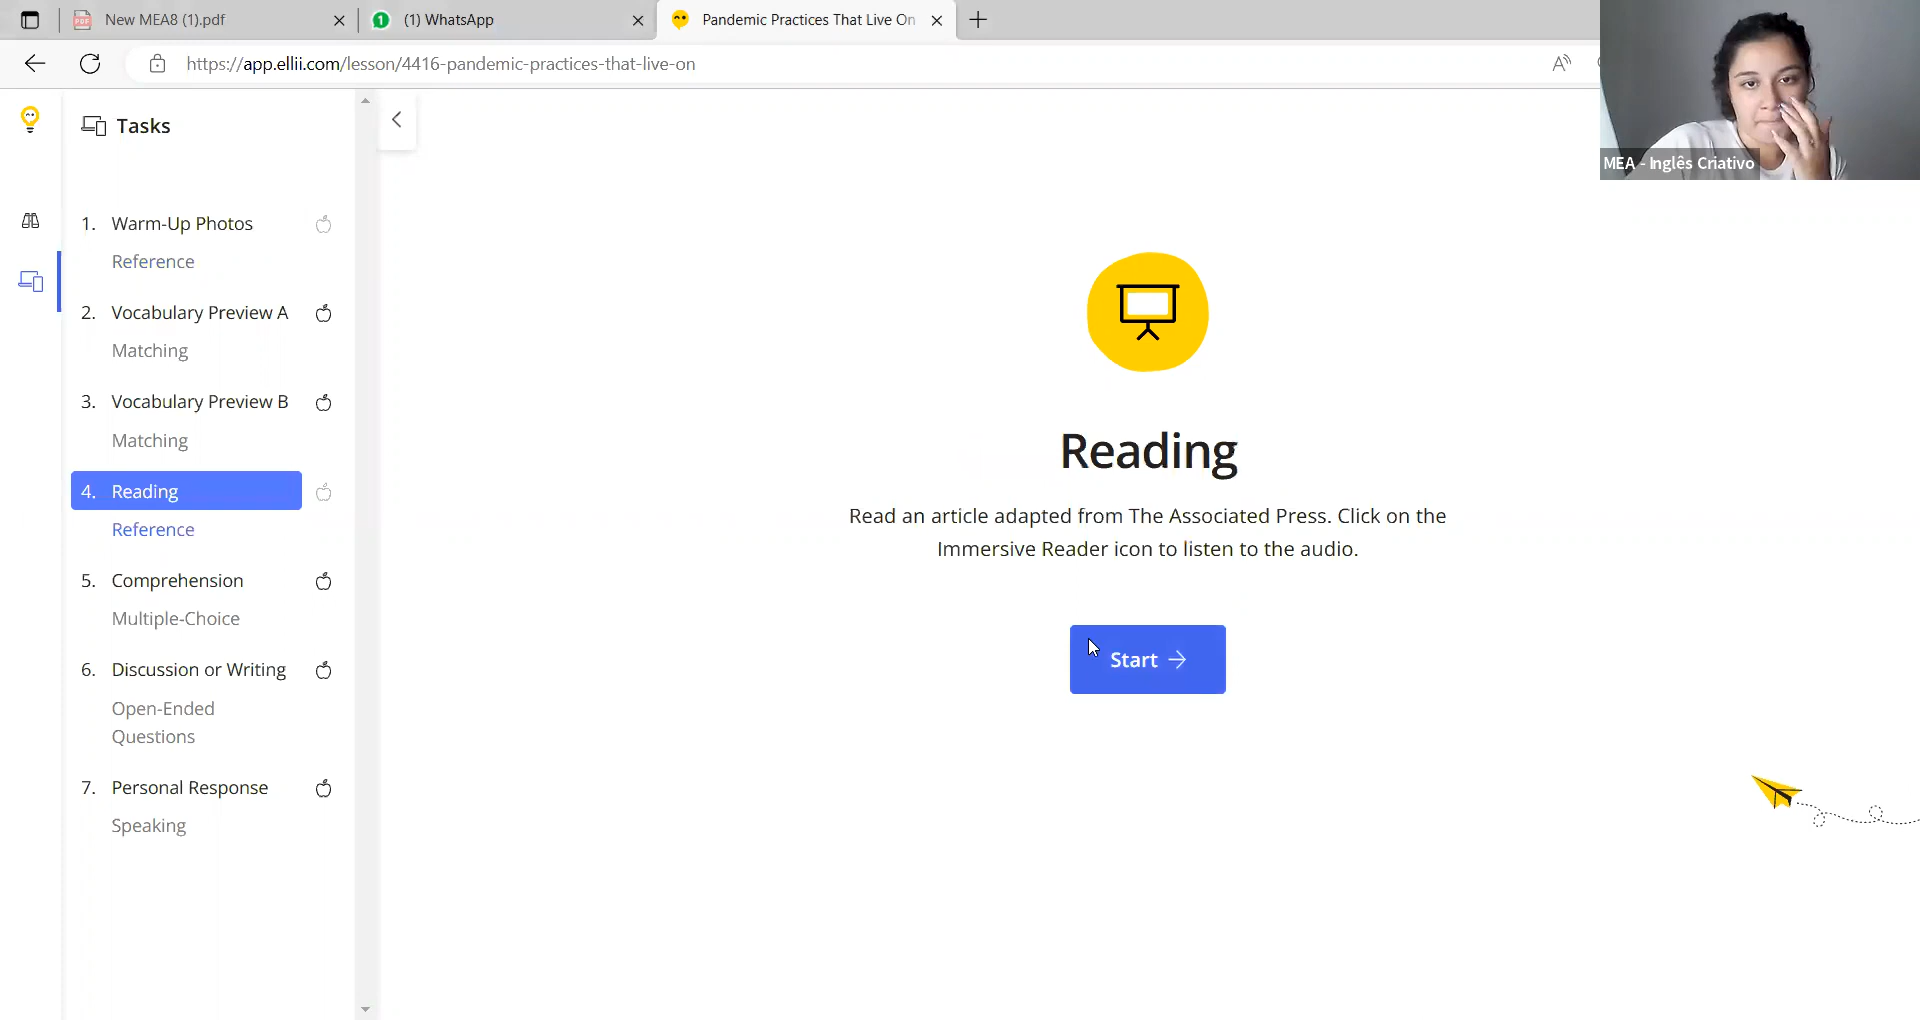 New MEA8 (1).pdf
1 (1) WhatsApp
Pandemic Practices That Live On
https://app.ellii.com/lesson/4416-pandemic-practices-that-live-on
MEA - Inglês Criativo
Tasks
1. Warm-Up Photos
Reference
2. Vocabulary Preview A
Matching
3. Vocabulary Preview B
Matching
4. Reading
Reference
5. Comprehension
Multiple-Choice
6. Discussion or Writing
Open-Ended
Questions
7. Personal Response
Speaking
Reading
Read an article adapted from The Associated Press. Click on the
Immersive Reader icon to listen to the audio.
Start